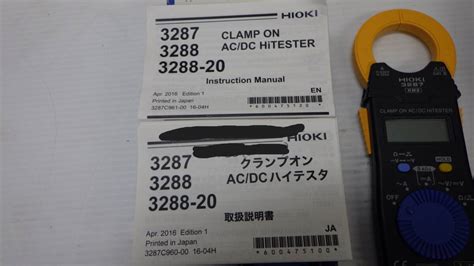 HIOKI
3287 CLAMP ON
3288 AC/DC HiTESTER
3288-20
Instruction Manual
Apr. 2016 Edition 1 EN
Printed in Japan
3287C961-00 16-04H
HIOKI
3287 クランプオン
3288 AC/DCハイテスタ
3288-20
取扱説明書
Apr. 2016 Edition 1 JA
Printed in Japan
3287C960-00 16-04H
*600475100*
HIOKI
3287
CLAMP ON AC/DC HiTESTER